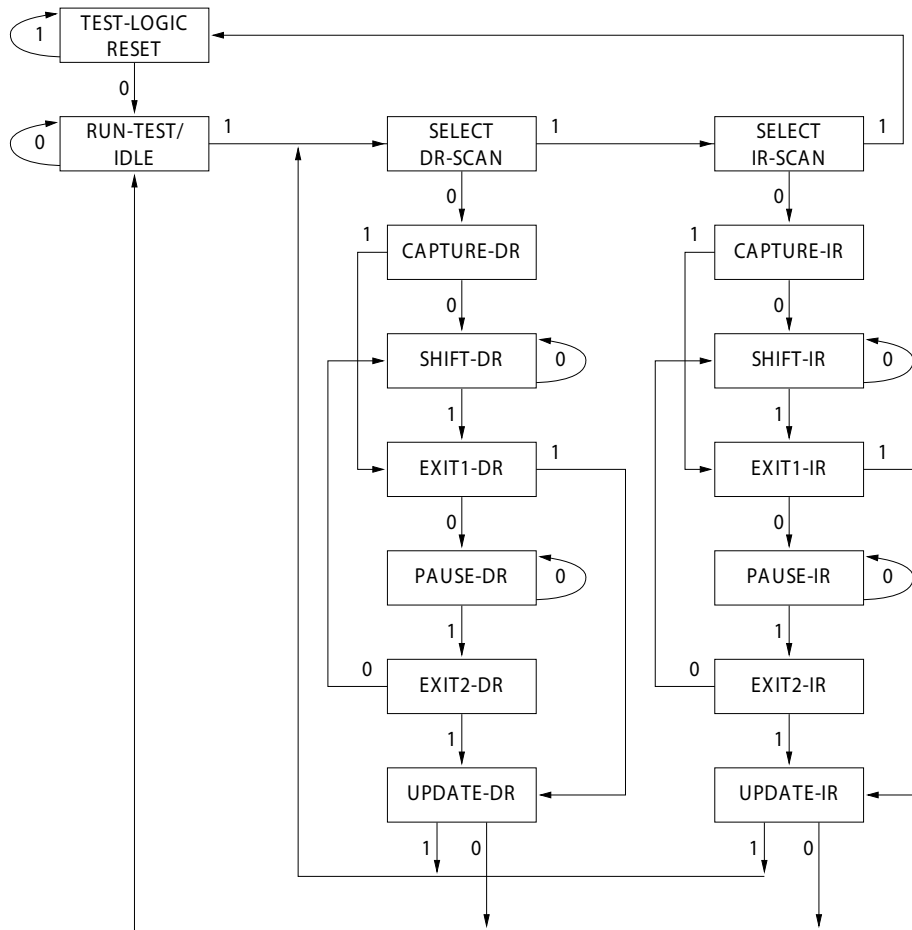 TEST-LOGIC
RESET
1
0
RUN-TEST/
IDLE
0
1
SELECT
DR-SCAN
1
SELECT
IR-SCAN
1
0
0
1
CAPTURE-DR
1
CAPTURE-IR
0
0
SHIFT-DR
0
SHIFT-IR
0
1
1
EXIT1-DR
1
EXIT1-IR
1
0
0
PAUSE-DR
0
PAUSE-IR
0
1
1
0
EXIT2-DR
0
EXIT2-IR
1
1
UPDATE-DR
UPDATE-IR
1
0
1
0